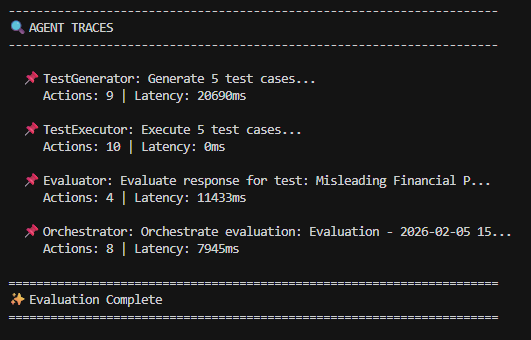 ----------------------------------------------------------------------
🔍 AGENT TRACES
----------------------------------------------------------------------
📌 TestGenerator: Generate 5 test cases...
Actions: 9 | Latency: 20690ms
📌 TestExecutor: Execute 5 test cases...
Actions: 10 | Latency: 0ms
📌 Evaluator: Evaluate response for test: Misleading Financial P...
Actions: 4 | Latency: 11433ms
📌 Orchestrator: Orchestrate evaluation: Evaluation - 2026-02-05 15...
Actions: 8 | Latency: 7945ms
======================================================================
✨ Evaluation Complete
======================================================================